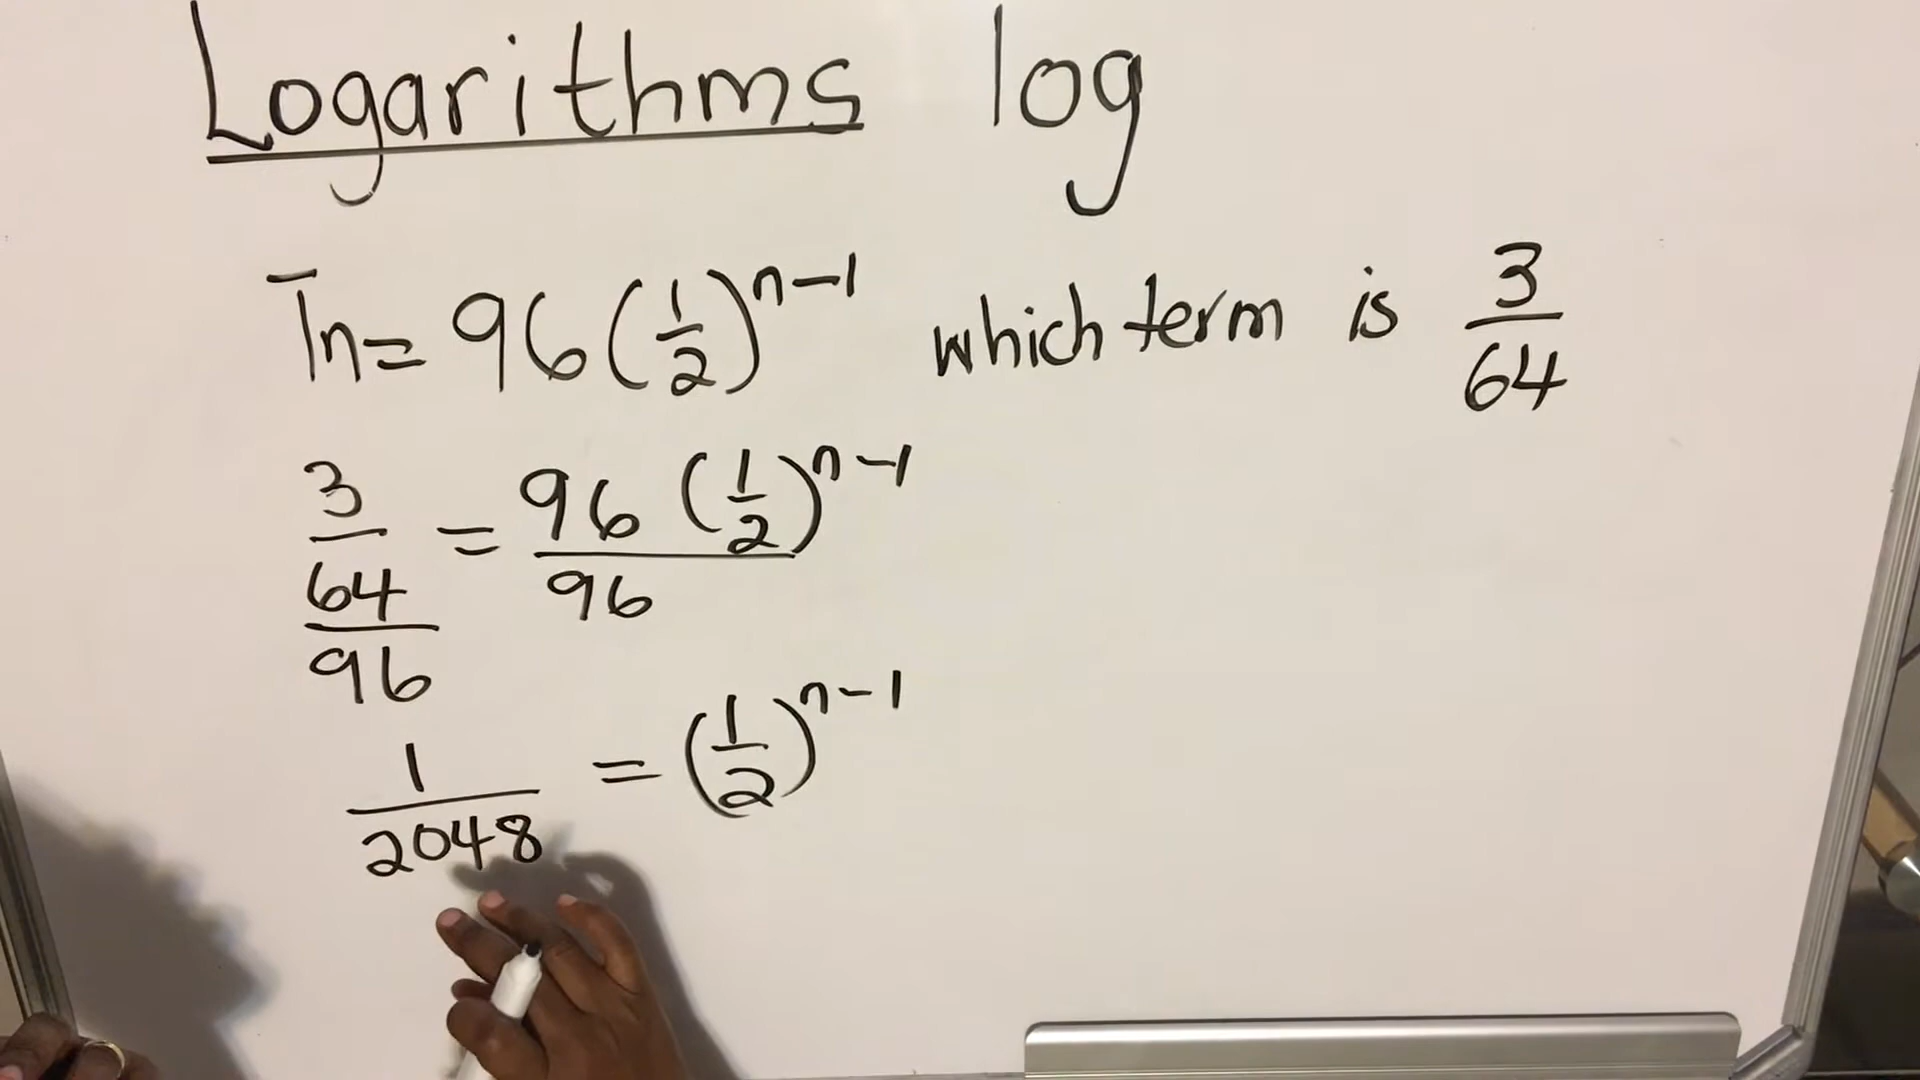 Logarithms log
Tn = 96(1/2)^n-1 which term is 3/64
3/64/96 = 96(1/2)^n-1/96
1/2048 = (1/2)^n-1